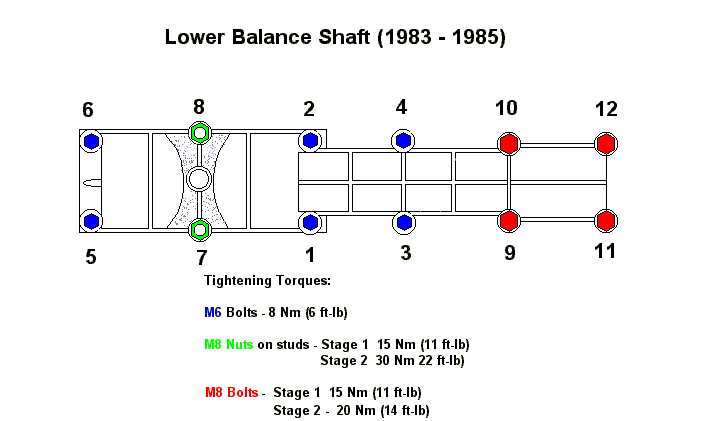 Lower Balance Shaft (1983 - 1985)
6 8 2 4 10 12
5 7 1 3 9 11
Tightening Torques:
M6 Bolts - 8 Nm (6 ft-lb)
M8 Nuts on studs - Stage 1 15 Nm (11 ft-lb)
Stage 2 30 Nm 22 ft-lb)
M8 Bolts - Stage 1 15 Nm (11 ft-lb)
Stage 2 - 20 Nm (14 ft-lb)